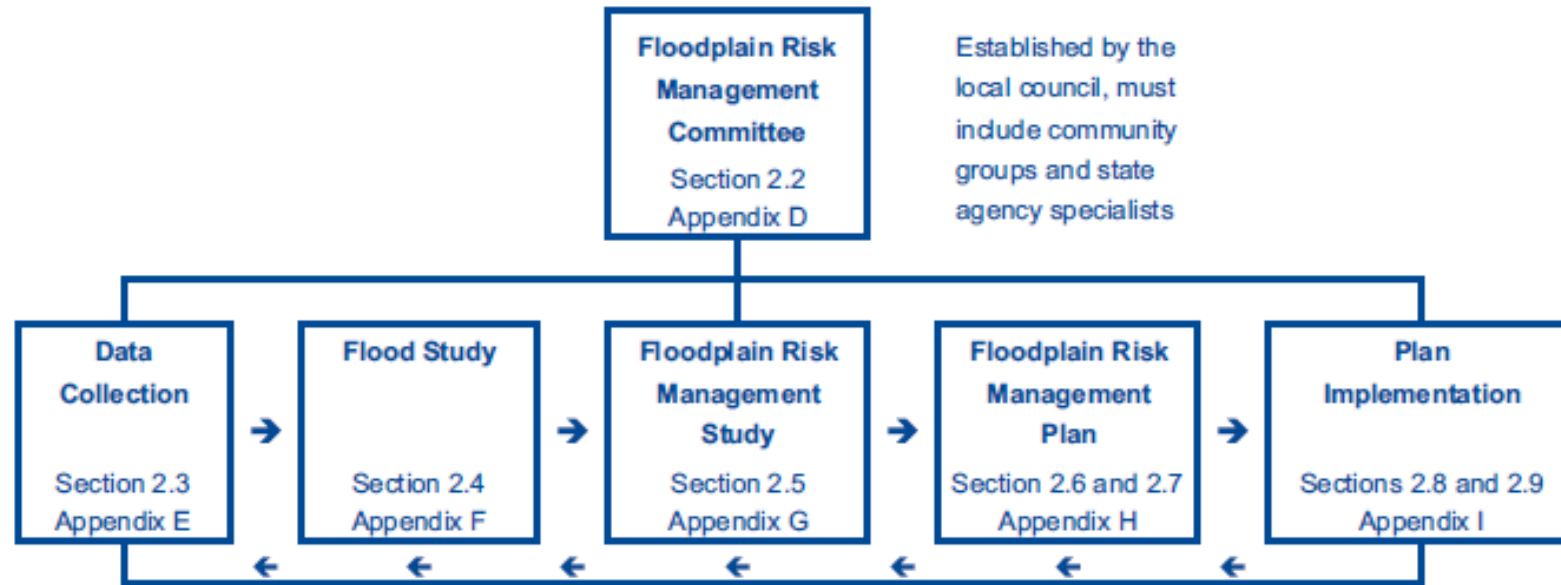 Floodplain Risk
Management
Committee
Section 2.2
Appendix D
Established by the
local council, must
include community
groups and state
agency specialists
Data
Collection
Section 2.3
Appendix E
Flood Study
Section 2.4
Appendix F
Floodplain Risk
Management
Study
Section 2.5
Appendix G
Floodplain Risk
Management
Plan
Section 2.6 and 2.7
Appendix H
Plan
Implementation
Sections 2.8 and 2.9
Appendix I